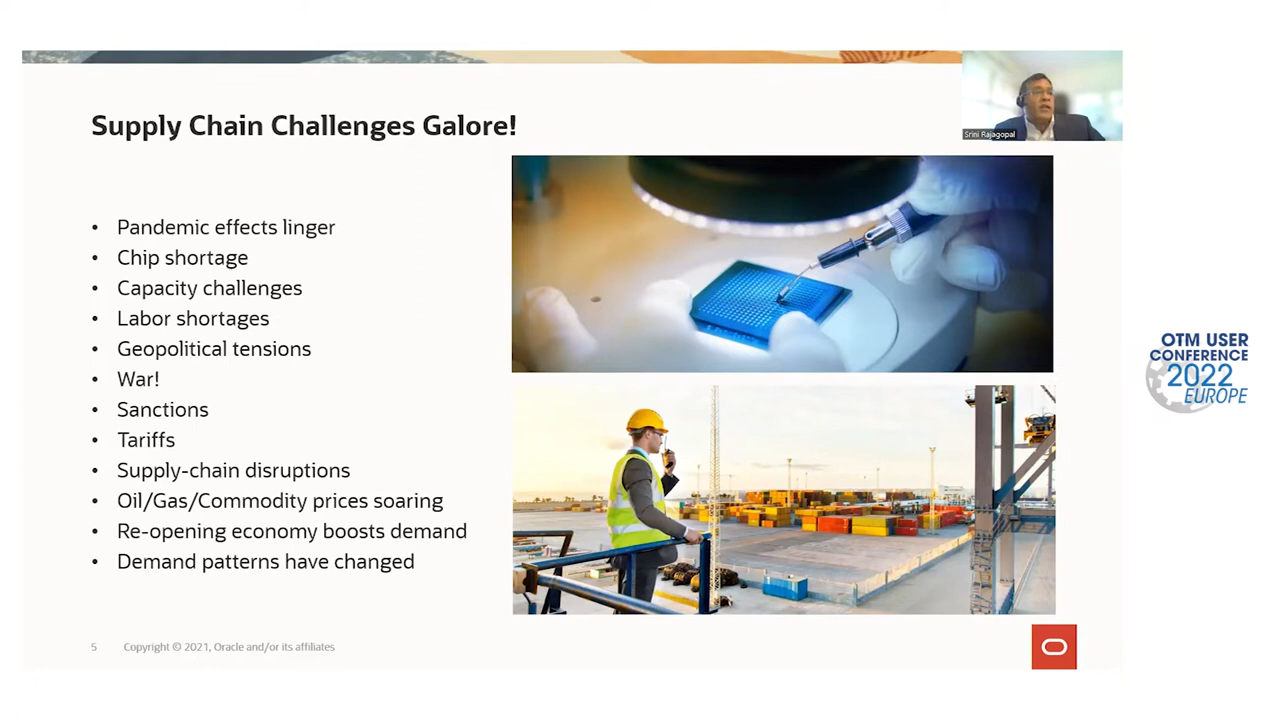 Supply Chain Challenges Galore!
Srini Rajagopal
• Pandemic effects linger
• Chip shortage
• Capacity challenges
• Labor shortages
• Geopolitical tensions
• War!
• Sanctions
• Tariffs
• Supply-chain disruptions
• Oil/Gas/Commodity prices soaring
• Re-opening economy boosts demand
• Demand patterns have changed
5 Copyright © 2021, Oracle and/or its affiliates
OTM USER
CONFERENCE
2022
EUROPE